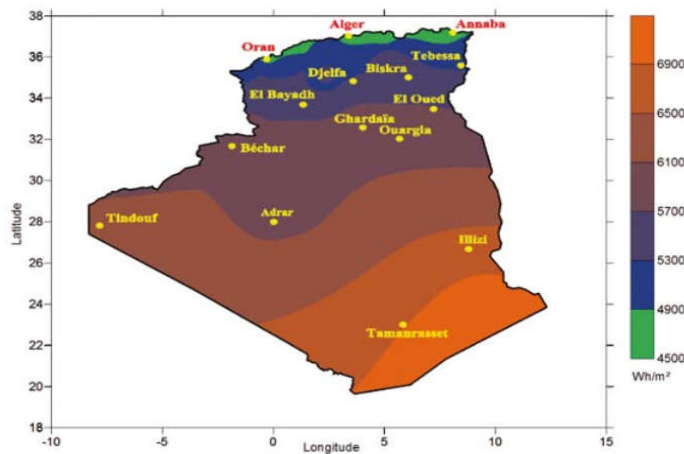 38
36
34
32
30
28
26
24
22
20
18
Latitude
-10
-5
0
5
10
15
Longitude
Oran
Alger
Annaba
Tebessa
Djelfa
Biskra
El Bayadh
El Oued
Ghardaïa
Ouargla
Béchar
Tindouf
Adrar
Illizi
Tamanrasset
6900
6500
6100
5700
5300
4900
4500
Wh/m²